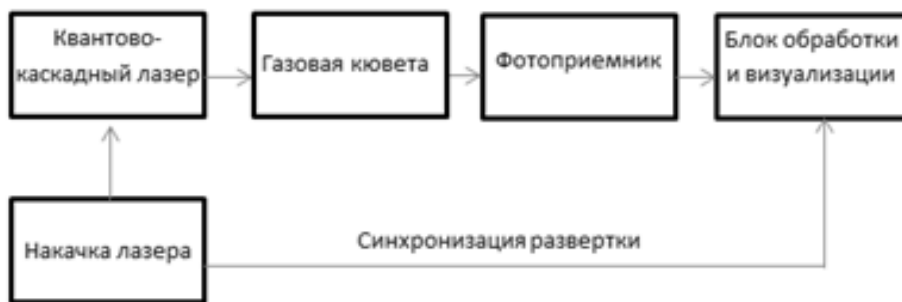 Квантово-
каскадный лазер
Газовая кювета
Фотоприемник
Блок обработки
и визуализации
Накачка лазера
Синхронизация развертки